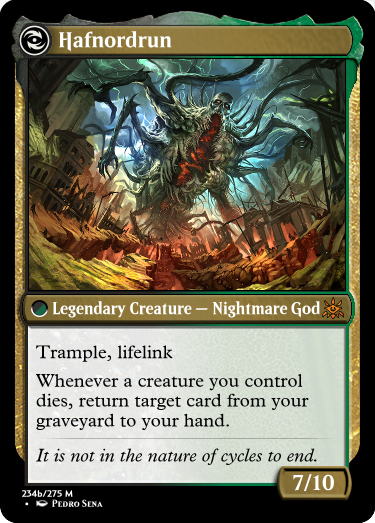 Hafnordrun
Legendary Creature — Nightmare God
Trample, lifelink
Whenever a creature you control
dies, return target card from your
graveyard to your hand.
It is not in the nature of cycles to end.
7/10
234b/275 M
• Pedro Sena